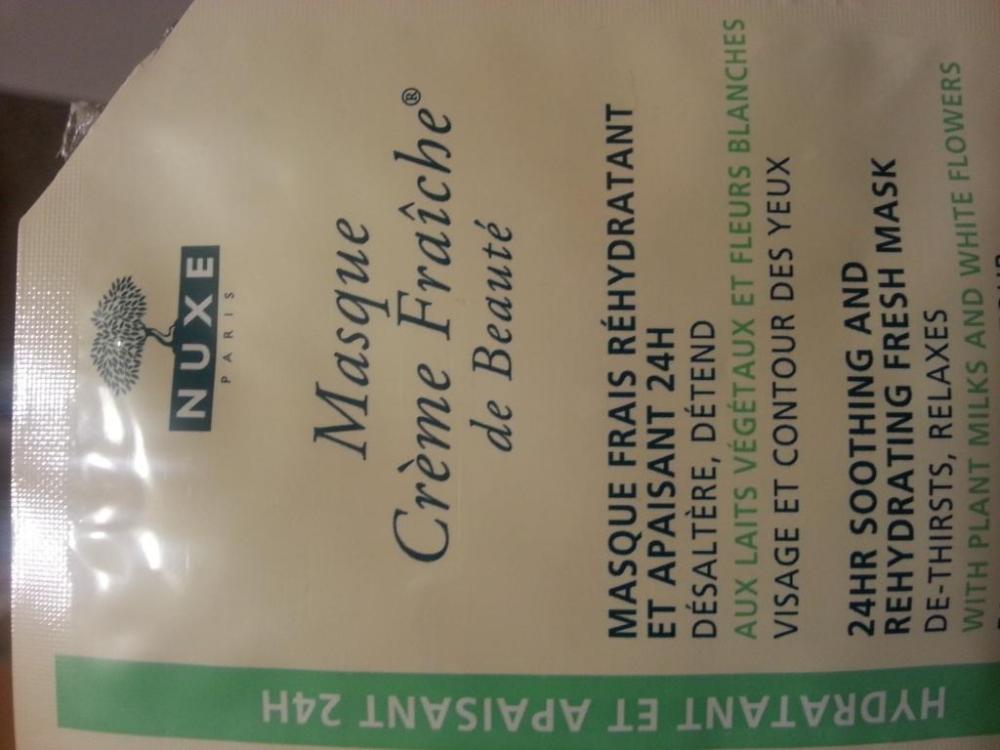 NUXE
PARIS
Masque
Crème Fraîche®
de Beauté
MASQUE FRAIS RÉHYDRATANT
ET APAISANT 24H
DÉSALTÈRE, DÉTEND
AUX LAITS VÉGÉTAUX ET FLEURS BLANCHES
VISAGE ET CONTOUR DES YEUX
24HR SOOTHING AND
REHYDRATING FRESH MASK
DE-THIRSTS, RELAXES
WITH PLANT MILKS AND WHITE FLOWERS
HYDRATANT ET APAISANT 24H